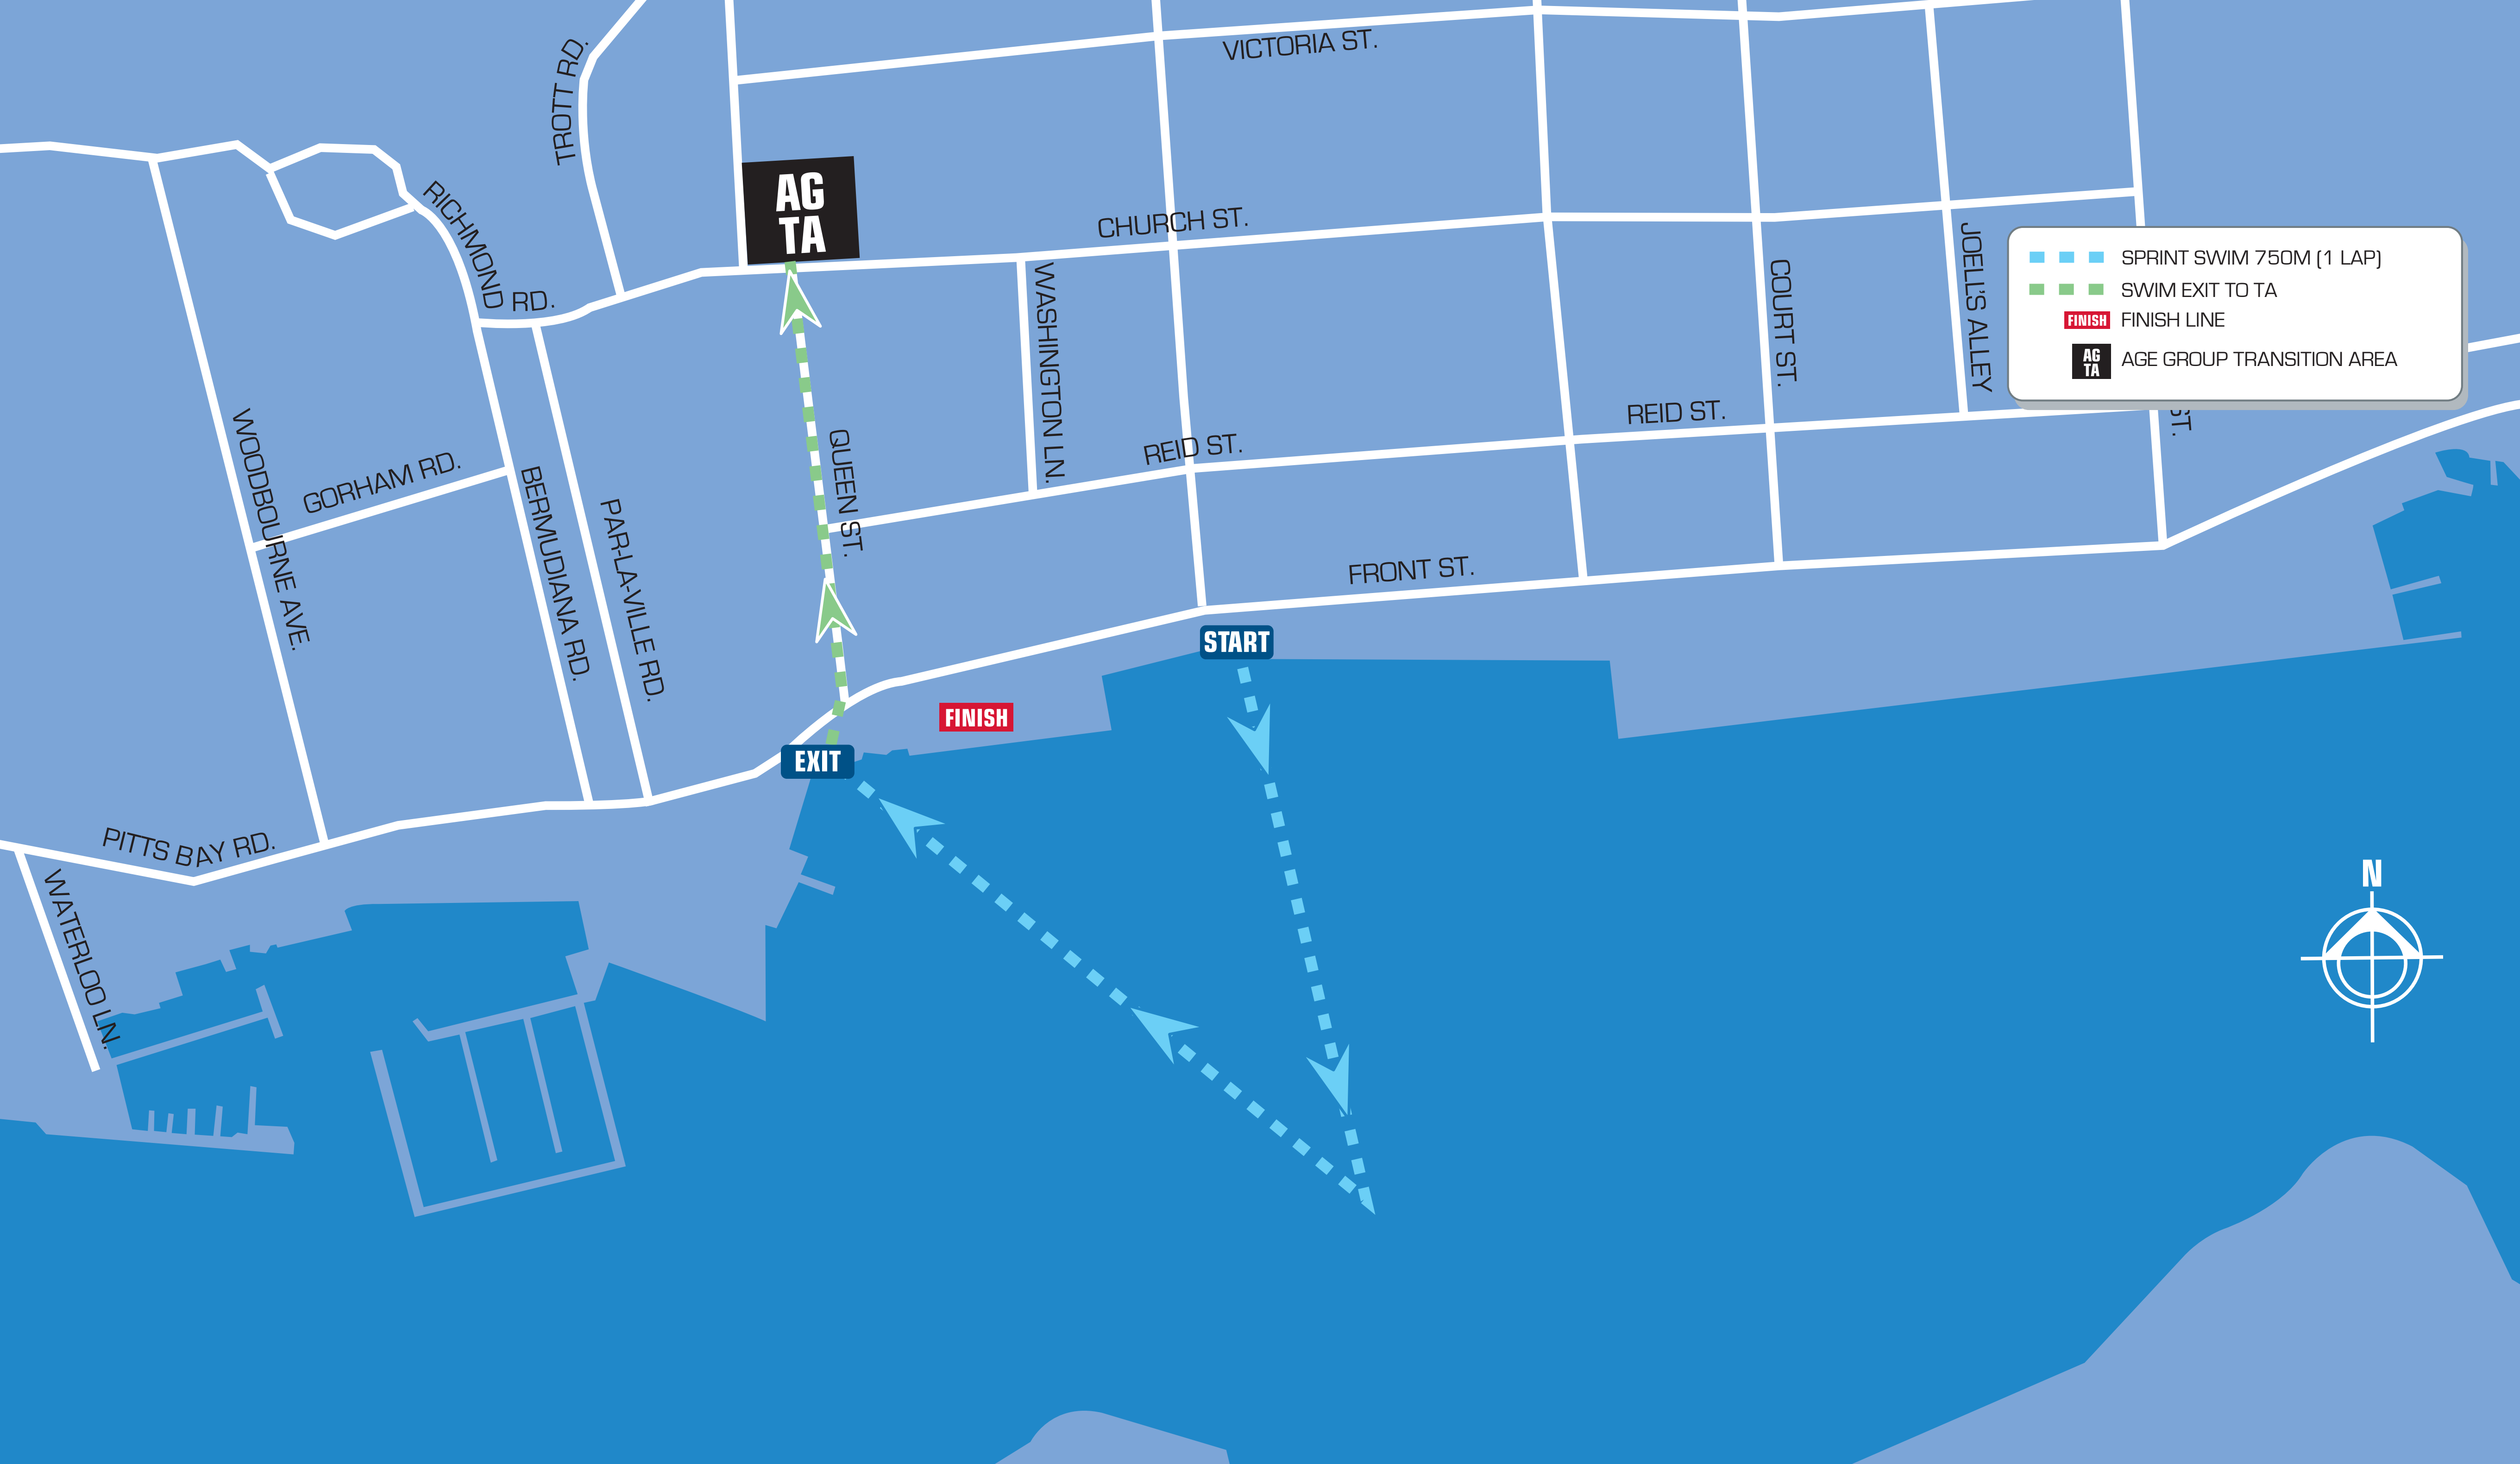 VICTORIA ST.
TROTT RD.
AG
TA
RICHMOND RD.
CHURCH ST.
WASHINGTON LN.
COURT ST.
JOELL'S ALLEY
SPRINT SWIM 750M (1 LAP)
SWIM EXIT TO TA
FINISH FINISH LINE
AG
TA
AGE GROUP TRANSITION AREA
ST.
WOODBOURNE AVE.
GORHAM RD.
BERMUDIANA RD.
PAR-LA-VILLE RD.
QUEEN ST.
REID ST.
REID ST.
FRONT ST.
START
FINISH
EXIT
PITTS BAY RD.
WATERLOO LN.
N